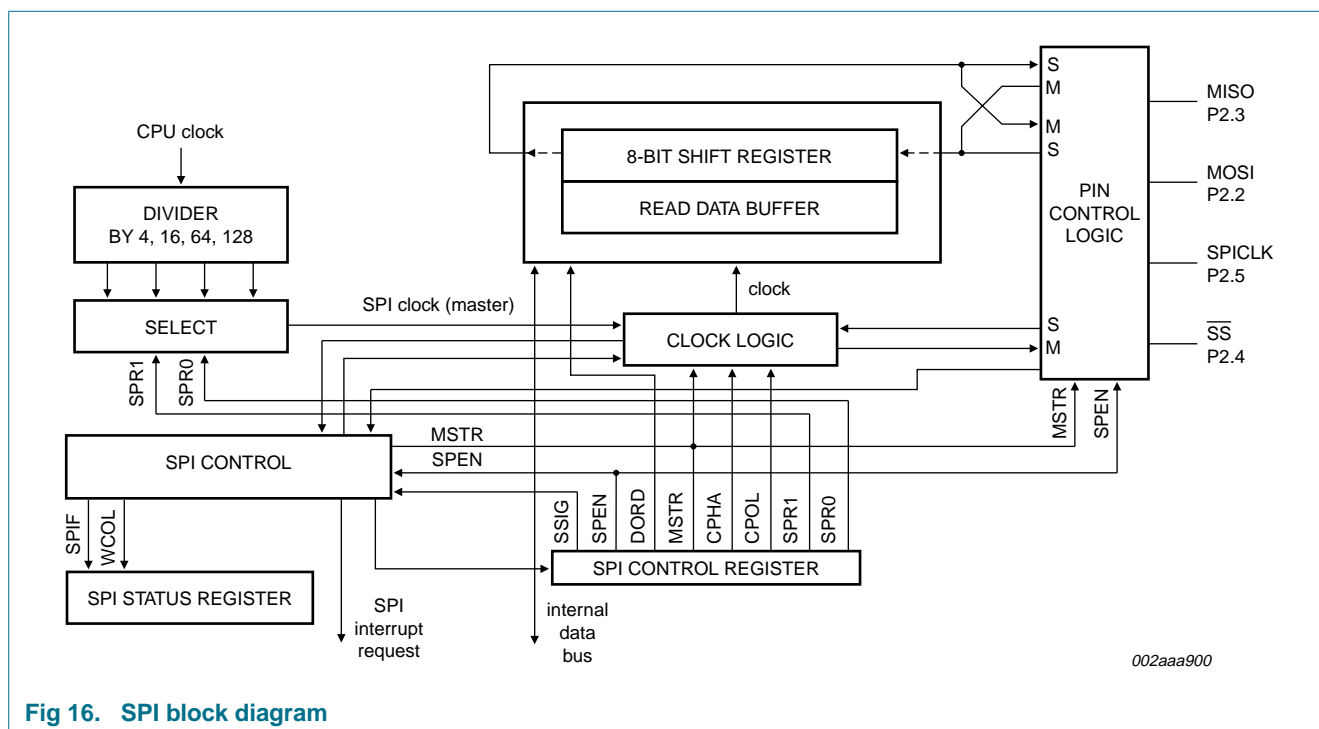 CPU clock
DIVIDER
BY 4, 16, 64, 128
SELECT
SPR1
SPR0
SPI clock (master)
8-BIT SHIFT REGISTER
READ DATA BUFFER
clock
CLOCK LOGIC
S
M
M
S
PIN
CONTROL
LOGIC
S
M
MISO
P2.3
MOSI
P2.2
SPICLK
P2.5
SS
P2.4
MSTR
SPEN
SPI CONTROL
MSTR
SPEN
SPIF
WCOL
SPI STATUS REGISTER
SPI
interrupt
request
SSIG
SPEN
DORD
MSTR
CPHA
CPOL
SPR1
SPR0
SPI CONTROL REGISTER
internal
data
bus
002aaa900
Fig 16. SPI block diagram